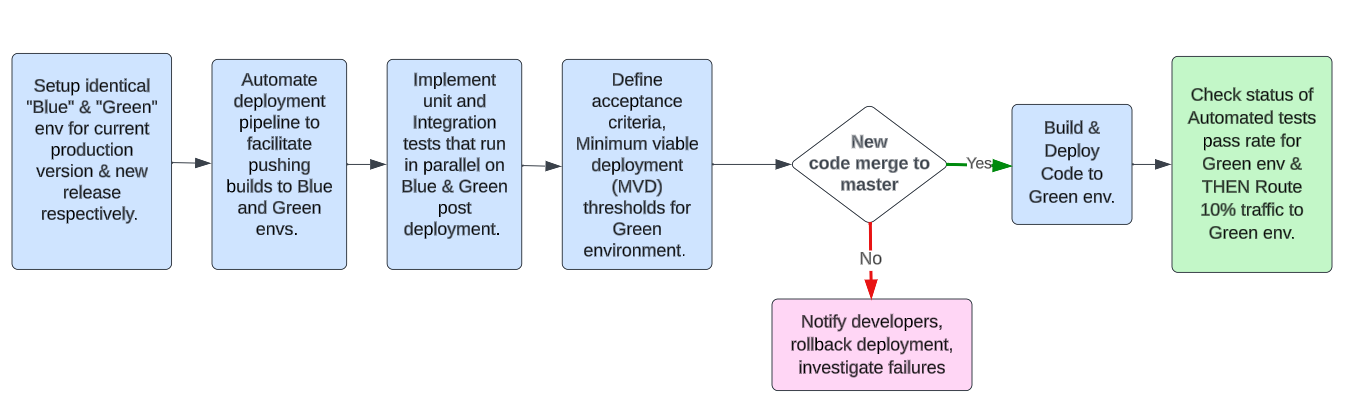 Setup identical
"Blue" & "Green"
env for current
production
version & new
release
respectively.
Automate
deployment
pipeline to
facilitate
pushing
builds to Blue
and Green
envs.
Implement
unit and
Integration
tests that run
in parallel on
Blue & Green
post
deployment.
Define
acceptance
criteria,
Minimum viable
deployment
(MVD)
thresholds for
Green
environment.
New
code merge to
master
Yes
No
Notify developers,
rollback deployment,
investigate failures
Build &
Deploy
Code to
Green env.
Check status of
Automated tests
pass rate for
Green env &
THEN Route
10% traffic to
Green env.